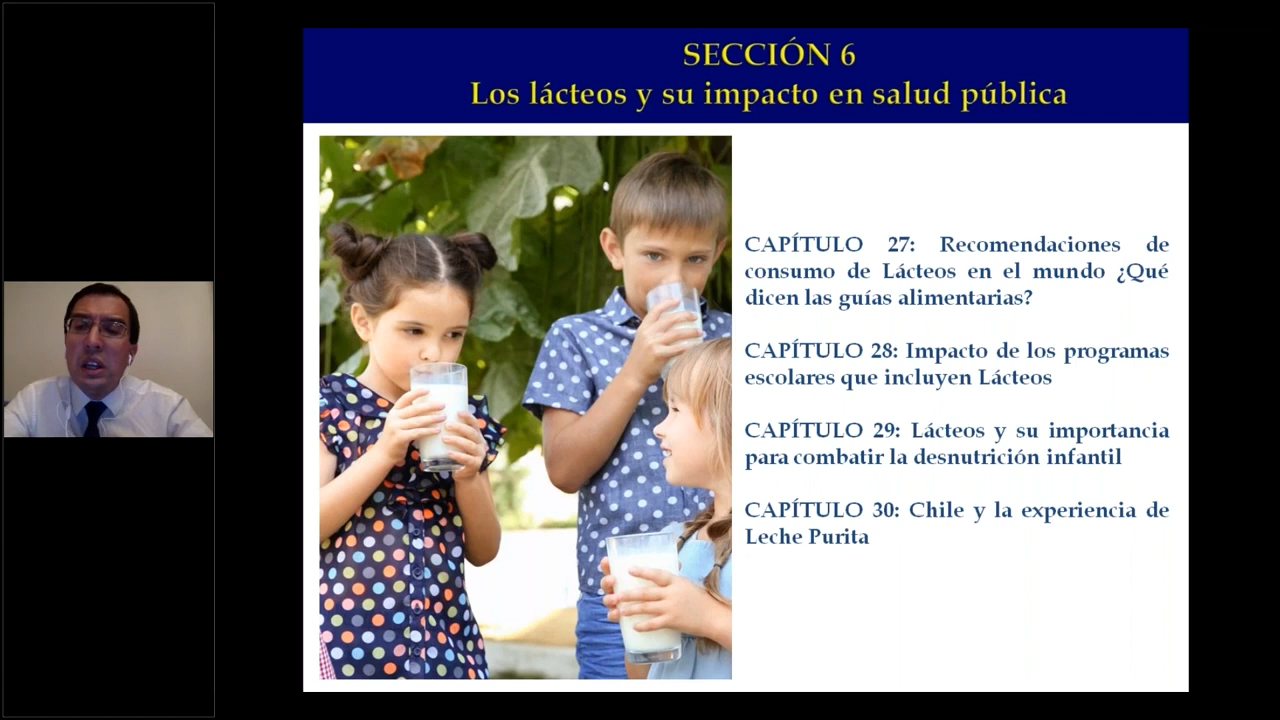 SECCIÓN 6
Los lácteos y su impacto en salud pública
CAPÍTULO 27: Recomendaciones de
consumo de Lácteos en el mundo ¿Qué
dicen las guías alimentarias?
CAPÍTULO 28: Impacto de los programas
escolares que incluyen Lácteos
CAPÍTULO 29: Lácteos y su importancia
para combatir la desnutrición infantil
CAPÍTULO 30: Chile y la experiencia de
Leche Purita